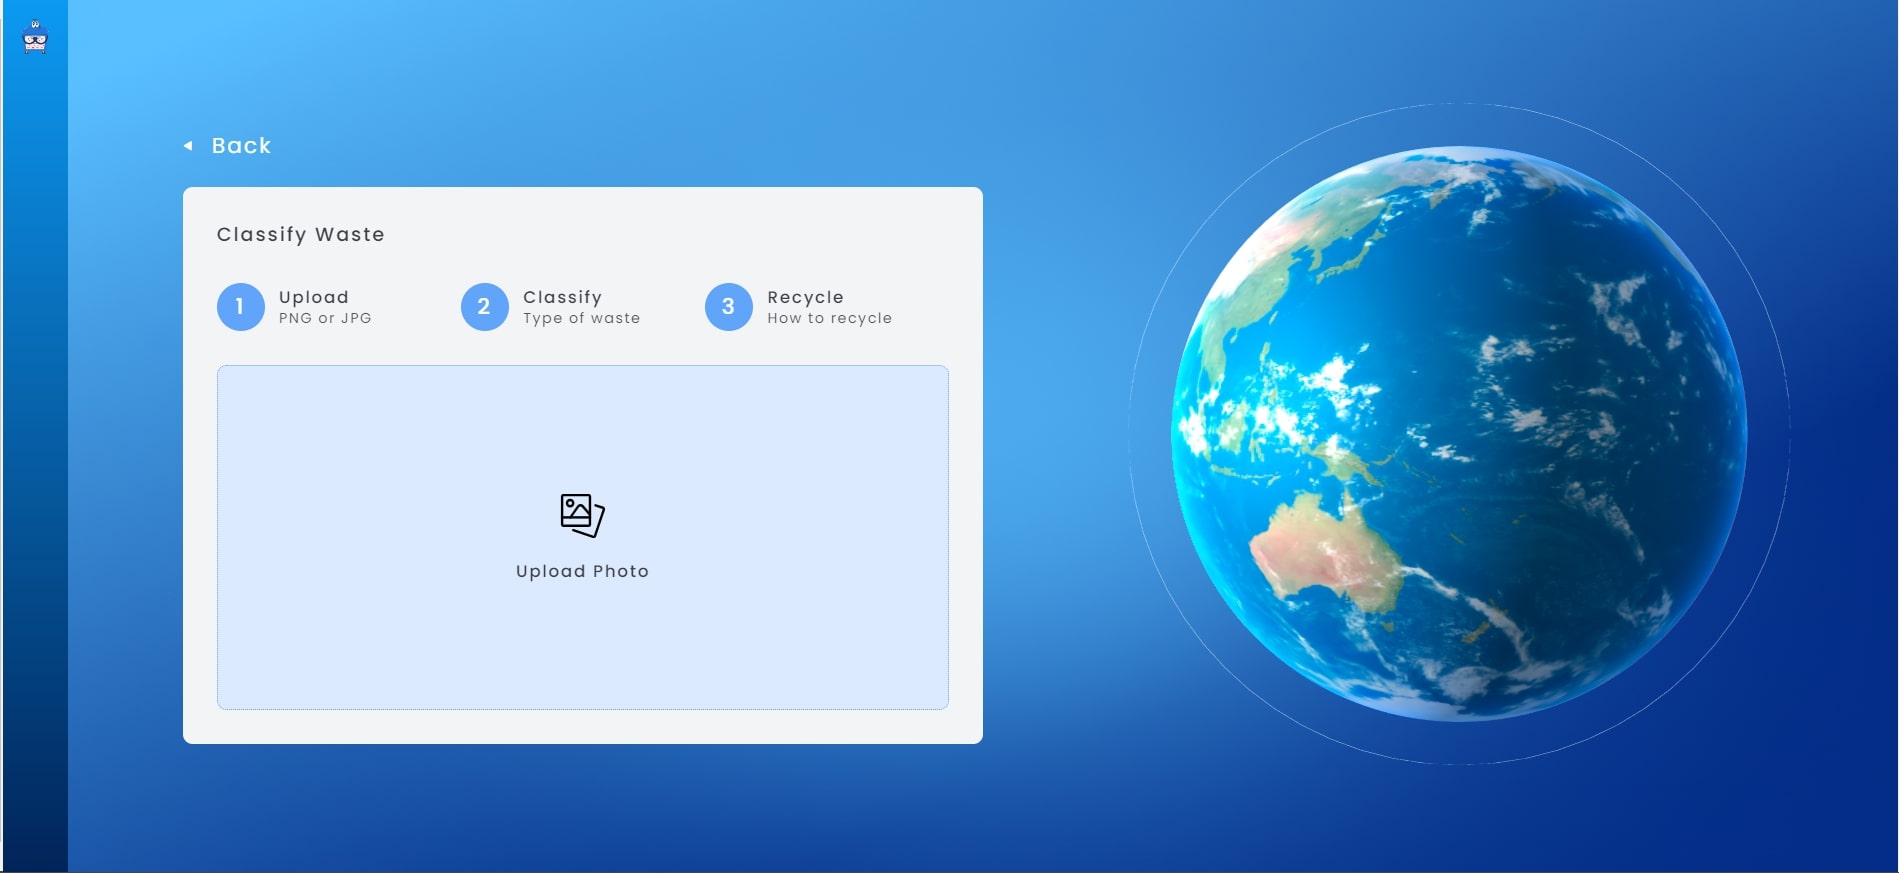 Back
Classify Waste
1
Upload
PNG or JPG
2
Classify
Type of waste
3
Recycle
How to recycle
Upload Photo